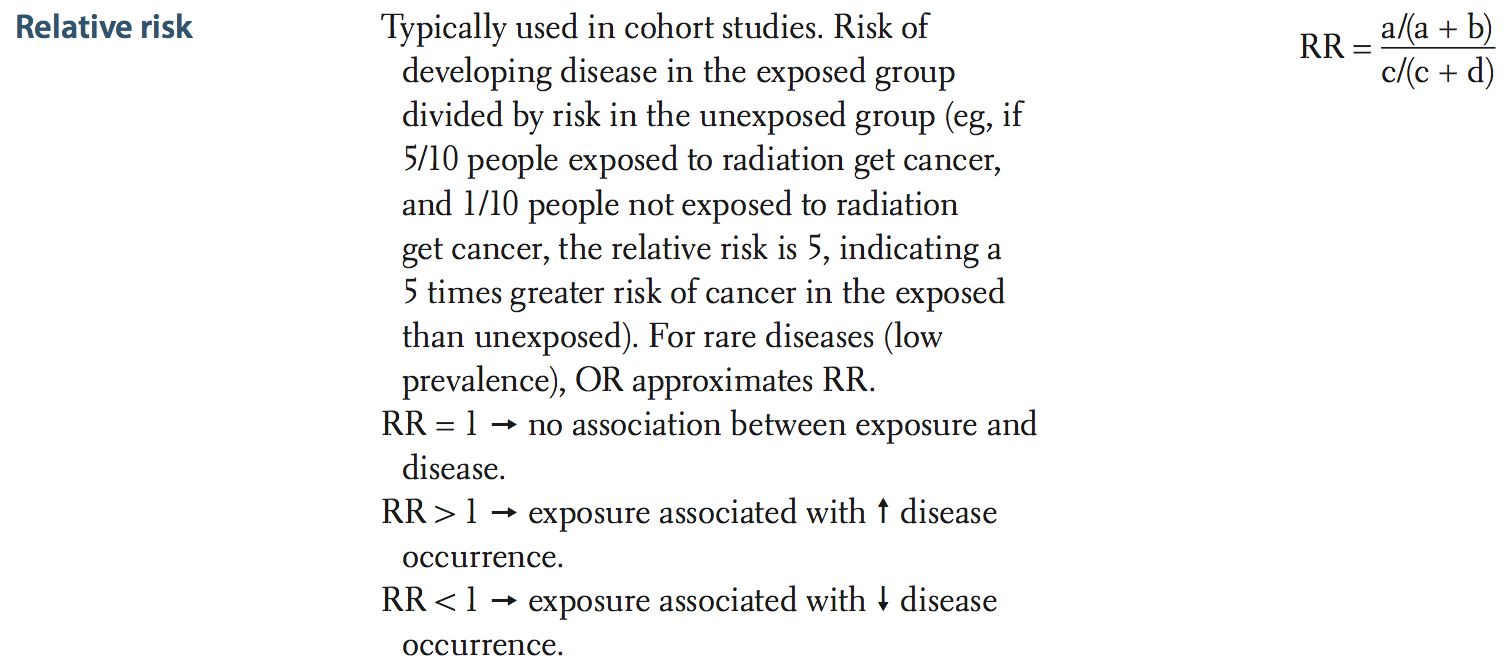 Relative risk
Typically used in cohort studies. Risk of
developing disease in the exposed group
divided by risk in the unexposed group (eg, if
5/10 people exposed to radiation get cancer,
and 1/10 people not exposed to radiation
get cancer, the relative risk is 5, indicating a
5 times greater risk of cancer in the exposed
than unexposed). For rare diseases (low
prevalence), OR approximates RR.
RR = 1 → no association between exposure and
disease.
RR > 1 → exposure associated with ↑ disease
occurrence.
RR < 1 → exposure associated with ↓ disease
occurrence.
RR = a/(a + b)
c/(c + d)